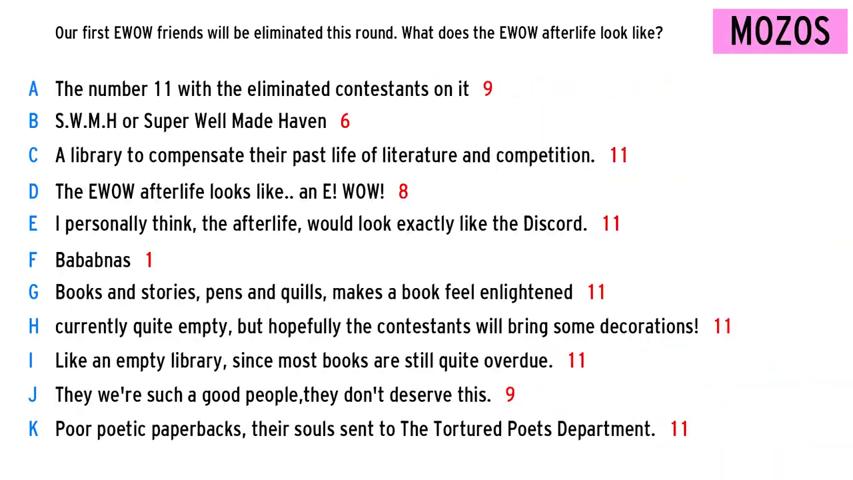 Our first EWOW friends will be eliminated this round. What does the EWOW afterlife look like?
MOZOS
A The number 11 with the eliminated contestants on it 9
B S.W.M.H or Super Well Made Haven 6
C A library to compensate their past life of literature and competition. 11
D The EWOW afterlife looks like.. an E! WOW! 8
E I personally think, the afterlife, would look exactly like the Discord. 11
F Bababnas 1
G Books and stories, pens and quills, makes a book feel enlightened 11
H currently quite empty, but hopefully the contestants will bring some decorations! 11
I Like an empty library, since most books are still quite overdue. 11
J They we're such a good people,they don't deserve this. 9
K Poor poetic paperbacks, their souls sent to The Tortured Poets Department. 11